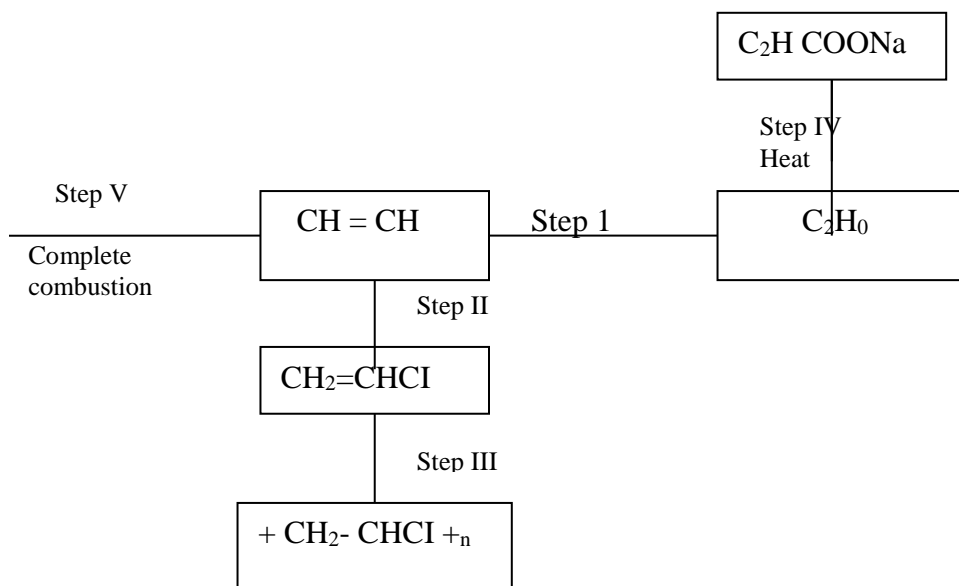 C₂H COONa
Step IV
Heat
Step V
CH = CH
Step 1
C₂H₀
Complete
combustion
Step II
CH₂=CHCI
Step III
+ CH₂- CHCI +ₙ